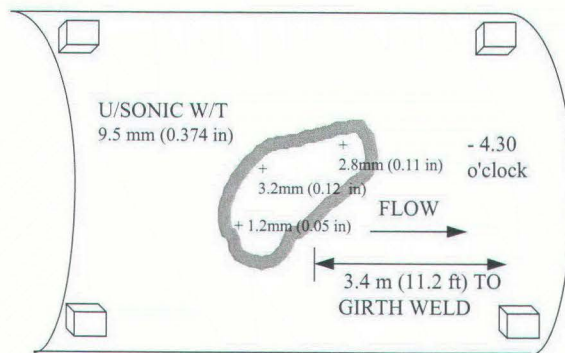 U/SONIC W/T
9.5 mm (0.374 in)
- 4.30
o'clock
+
2.8mm (0.11 in)
+
3.2mm (0.12 in)
+ 1.2mm (0.05 in)
FLOW
3.4 m (11.2 ft) TO
GIRTH WELD